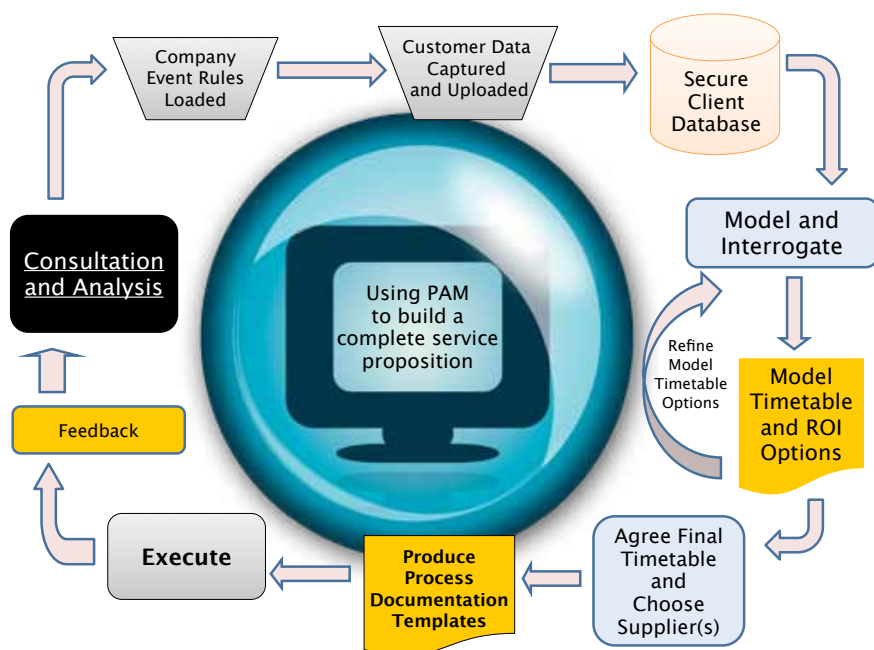 Company
Event Rules
Loaded
Customer Data
Captured
and Uploaded
Secure
Client
Database
Model and
Interrogate
Refine
Model
Timetable
Options
Model
Timetable
and ROI
Options
Agree Final
Timetable
and
Choose
Supplier(s)
Produce
Process
Documentation
Templates
Execute
Feedback
Consultation
and Analysis
Using PAM
to build a
complete service
proposition